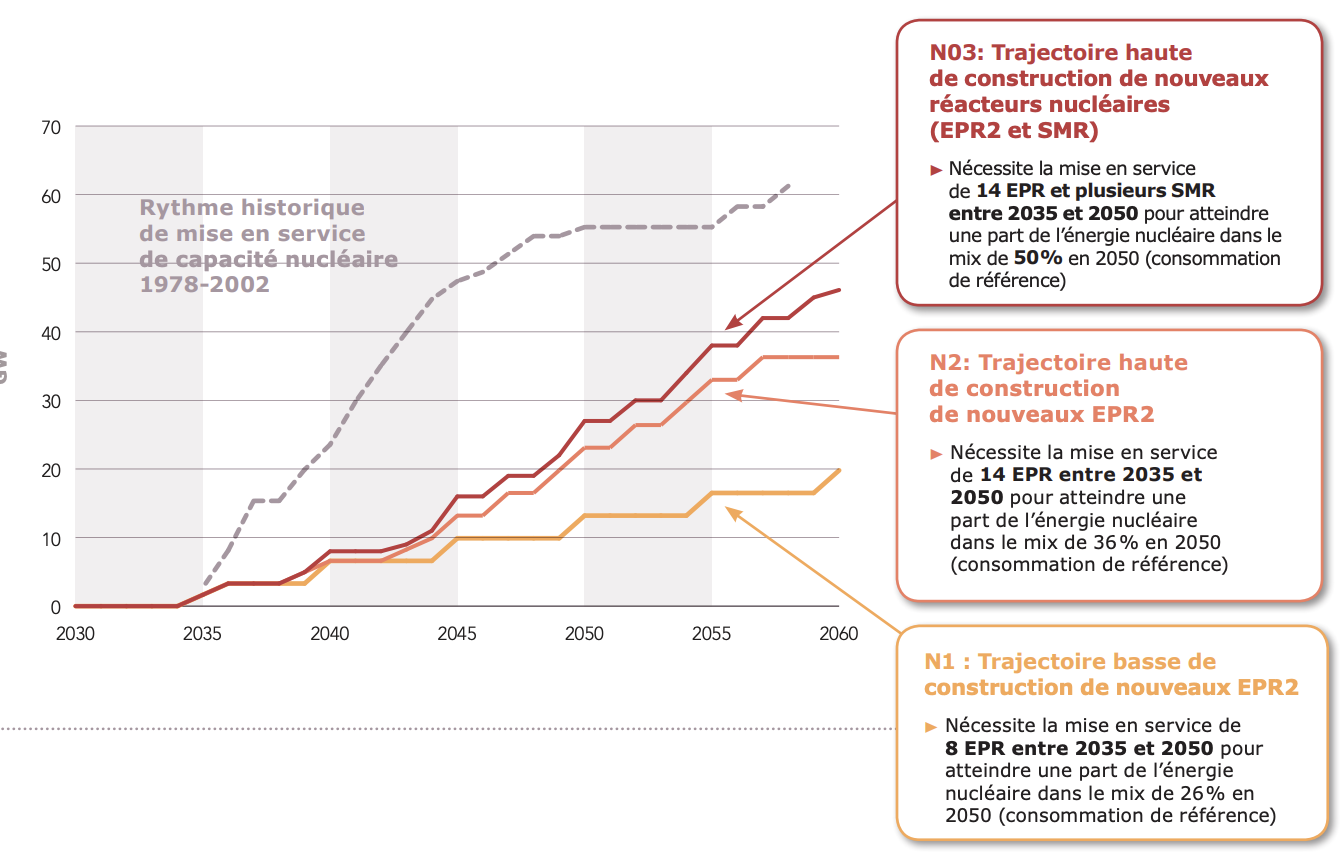 N03: Trajectoire haute
de construction de nouveaux
réacteurs nucléaires
(EPR2 et SMR)
► Nécessite la mise en service
de 14 EPR et plusieurs SMR
entre 2035 et 2050 pour atteindre
une part de l'énergie nucléaire dans le
mix de 50% en 2050 (consommation
de référence)
70
60
50
40
30
20
10
0
GW
Rythme historique
de mise en service
de capacité nucléaire
1978-2002
2030 2035 2040 2045 2050 2055 2060
N2: Trajectoire haute
de construction
de nouveaux EPR2
► Nécessite la mise en service
de 14 EPR entre 2035 et
2050 pour atteindre une
part de l'énergie nucléaire
dans le mix de 36% en 2050
(consommation de référence)
N1 : Trajectoire basse de
construction de nouveaux EPR2
► Nécessite la mise en service de
8 EPR entre 2035 et 2050 pour
atteindre une part de l'énergie
nucléaire dans le mix de 26% en
2050 (consommation de référence)